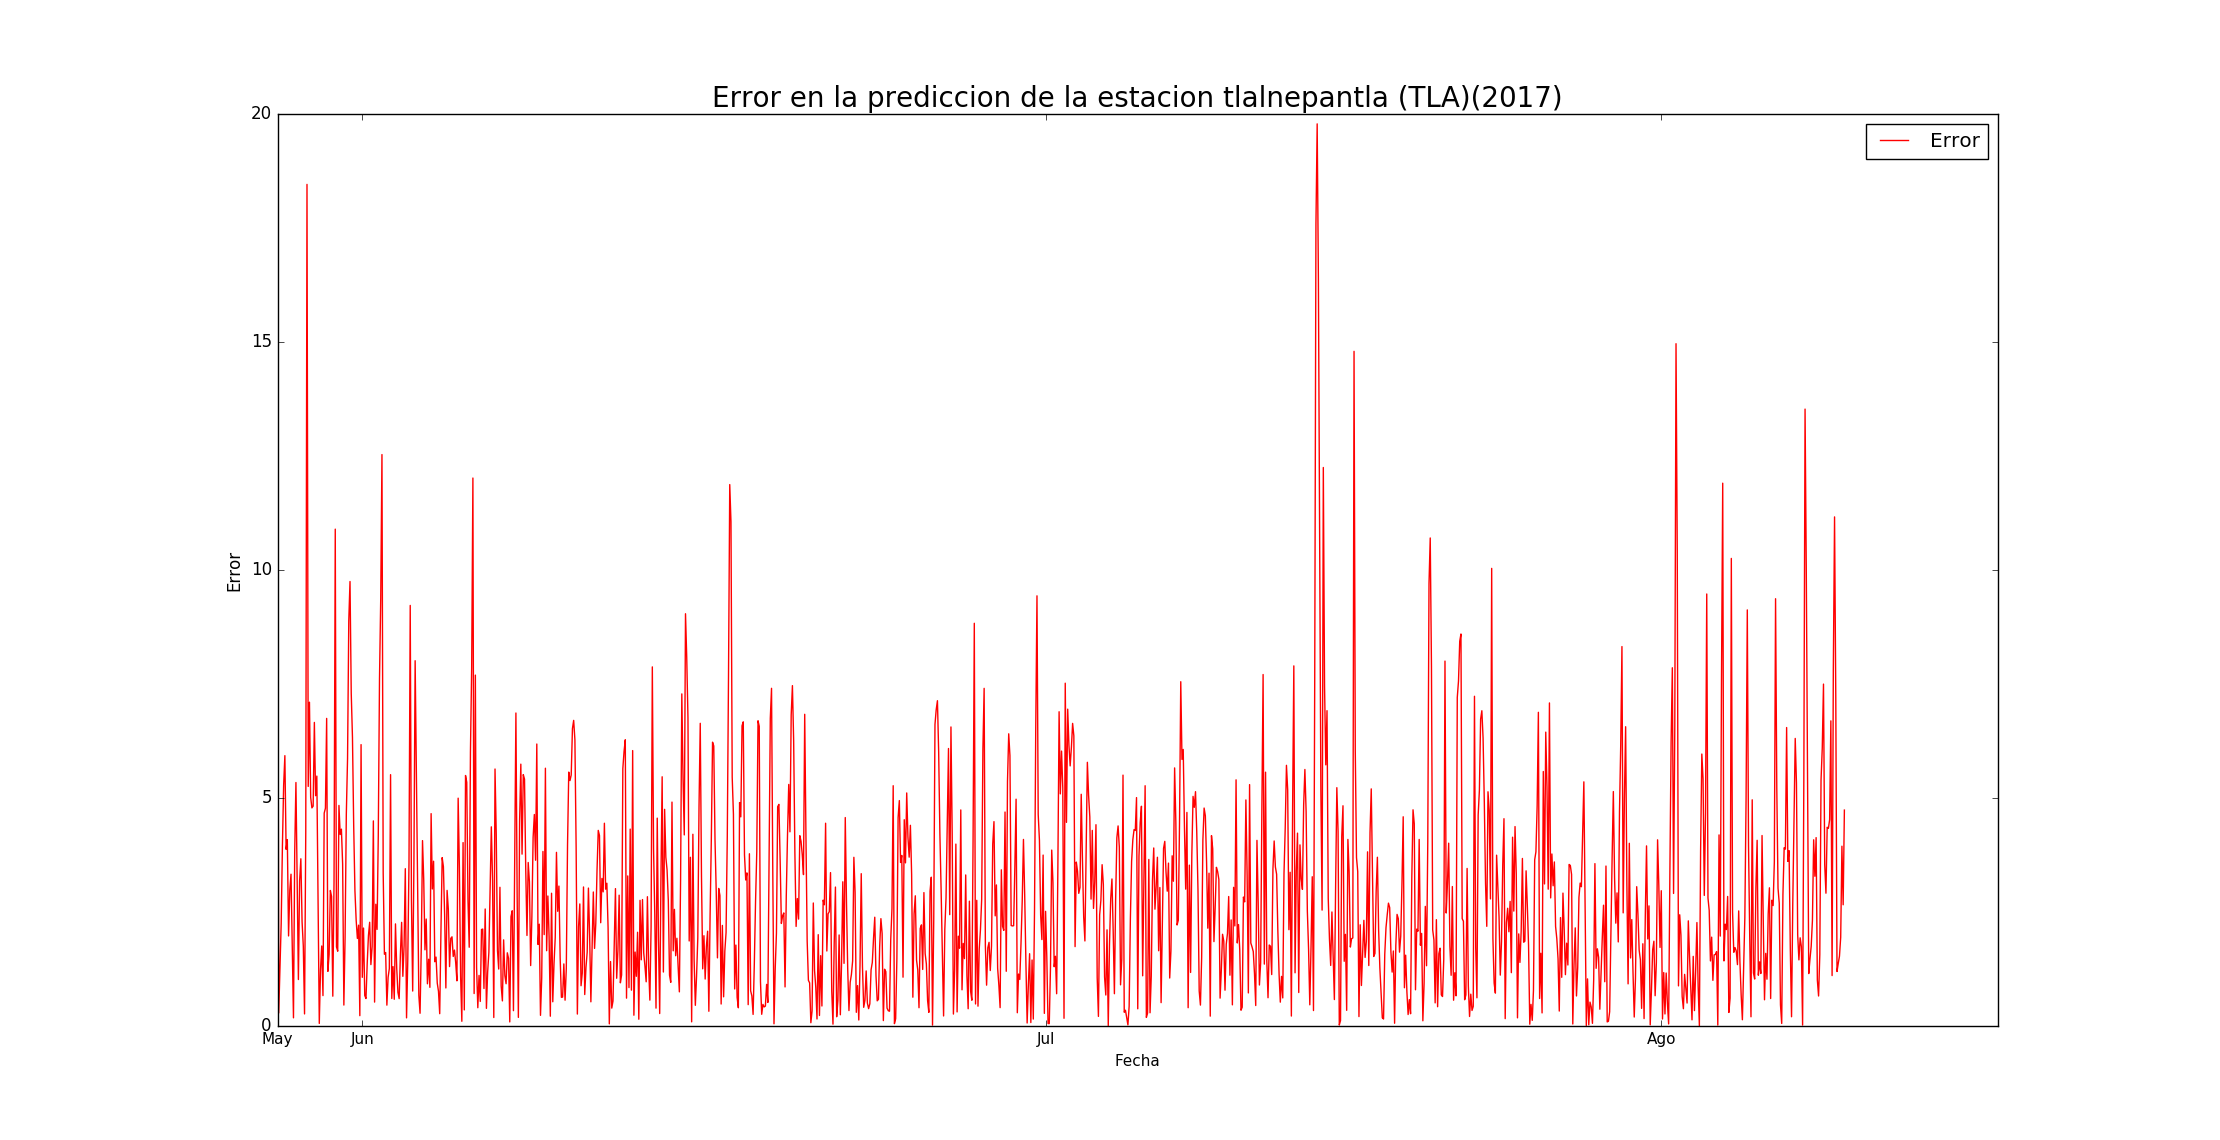 Error en la prediccion de la estacion tlalnepantla (TLA)(2017)
Error
20
15
10
5
0
Error
May Jun Jul Ago
Fecha